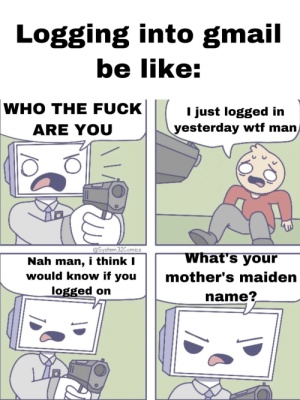 Logging into gmail
be like:
WHO THE FUCK
ARE YOU
I just logged in
yesterday wtf man
@System32Comics
Nah man, i think I
would know if you
logged on
What's your
mother's maiden
name?